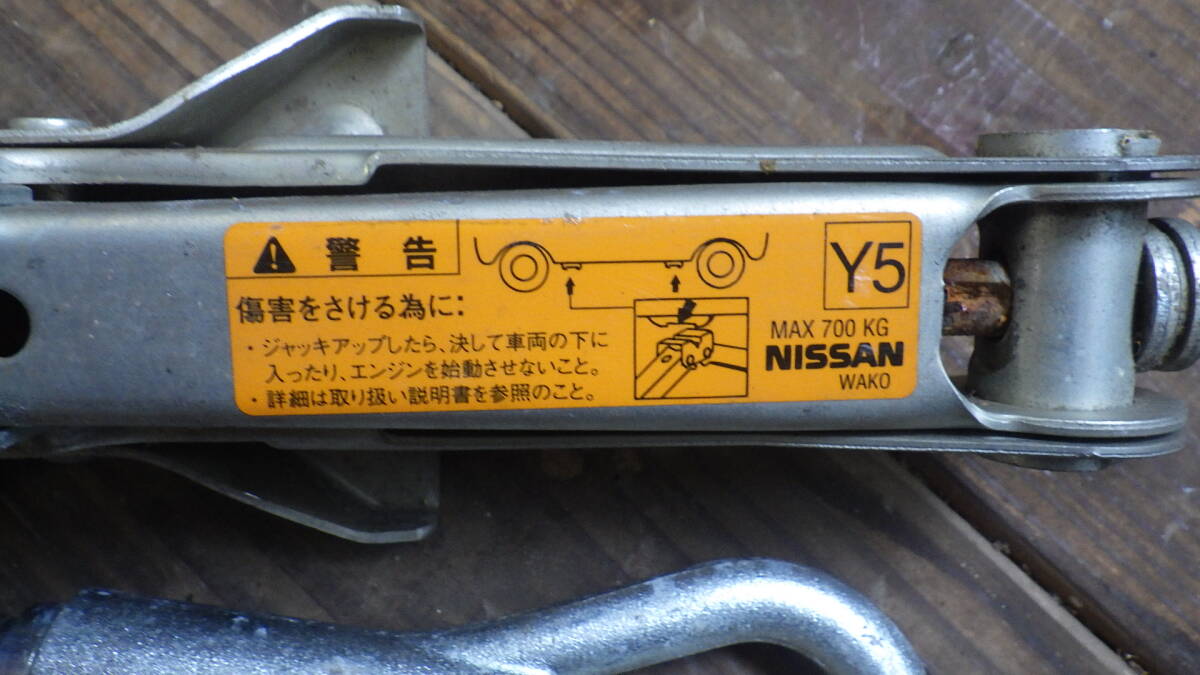 警告
傷害をさける為に:
・ジャッキアップしたら、決して車両の下に
入ったり、エンジンを始動させないこと。
・詳細は取り扱い説明書を参照のこと。
Y5
MAX 700 KG
NISSAN
WAKO